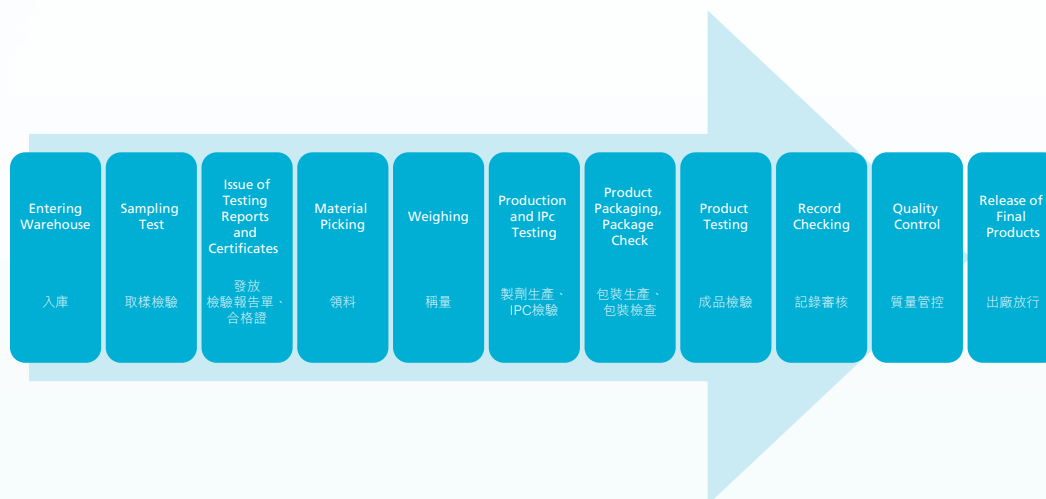 Entering
Warehouse
入庫
Sampling
Test
取樣檢驗
Issue of
Testing
Reports
and
Certificates
發放
檢驗報告單、
合格證
Material
Picking
領料
Weighing
稱量
Production
and IPc
Testing
製劑生產、
IPC檢驗
Product
Packaging,
Package
Check
包裝生產、
包裝檢查
Product
Testing
成品檢驗
Record
Checking
記錄審核
Quality
Control
質量管控
Release of
Final
Products
出廠放行